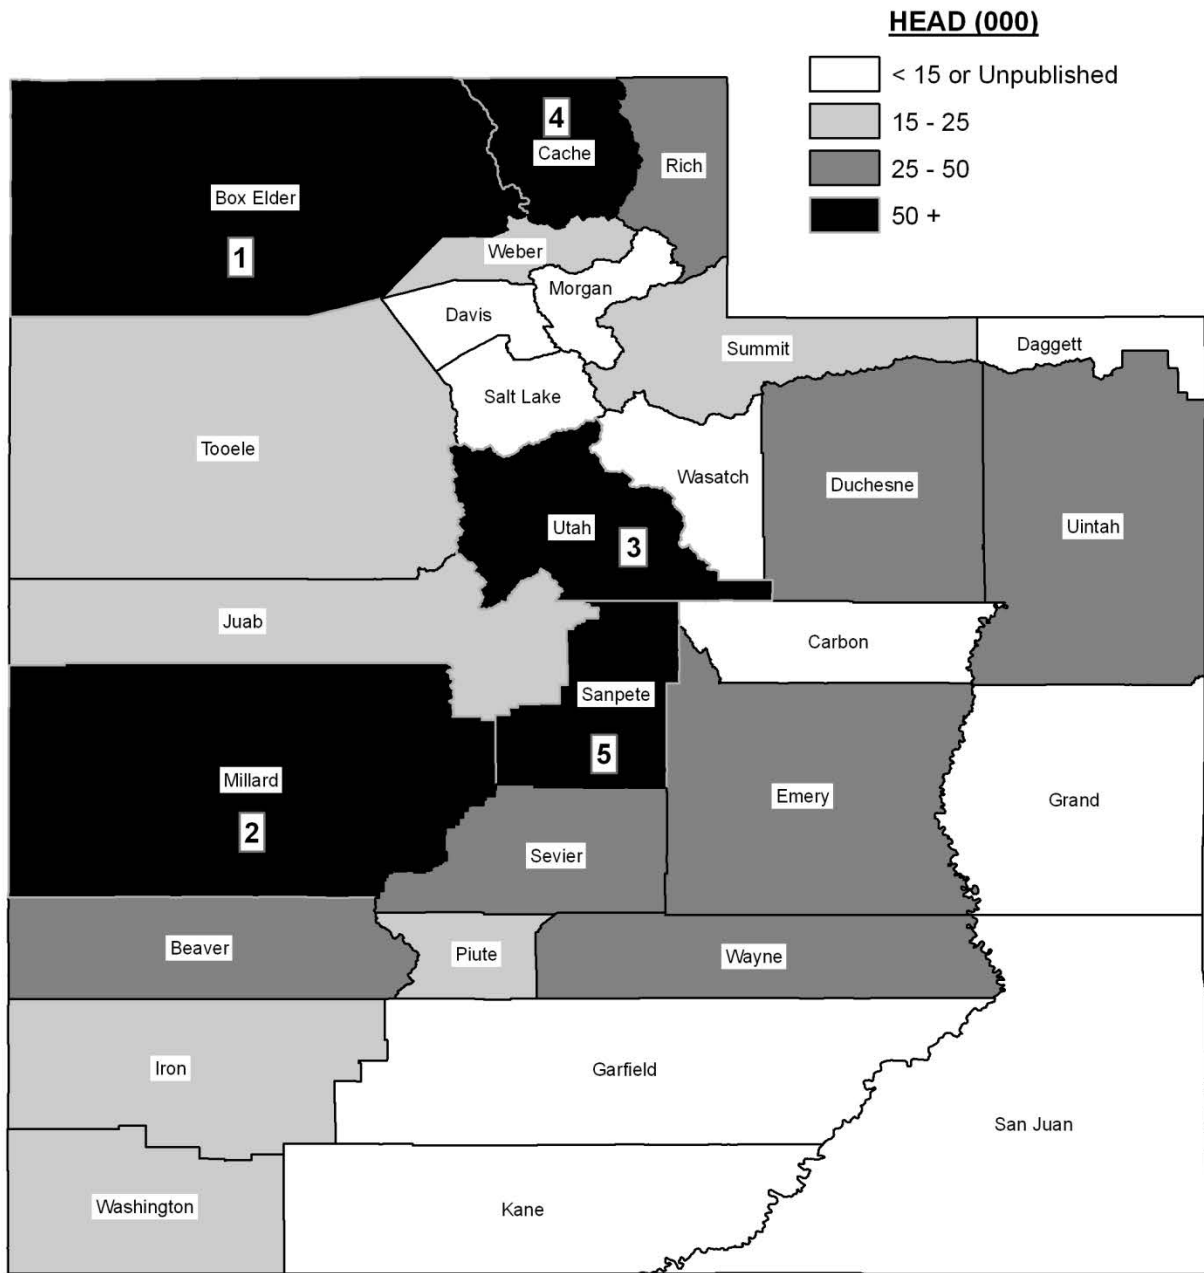 HEAD (000)
< 15 or Unpublished
15 - 25
25 - 50
50 +
4
Cache
Rich
Box Elder
1
Weber
Morgan
Davis
Summit
Daggett
Salt Lake
Tooele
Wasatch
Duchesne
Uintah
Utah
3
Juab
Carbon
Sanpete
5
Millard
2
Emery
Grand
Sevier
Beaver
Piute
Wayne
Iron
Garfield
San Juan
Washington
Kane